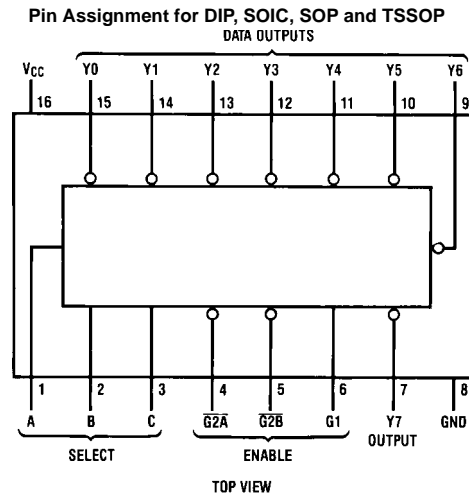 Pin Assignment for DIP, SOIC, SOP and TSSOP
DATA OUTPUTS
VCC Y0 Y1 Y2 Y3 Y4 Y5 Y6
16 15 14 13 12 11 10 9
1 2 3 4 5 6 7 8
A B C G2A G2B G1 Y7 GND
OUTPUT
SELECT ENABLE
TOP VIEW